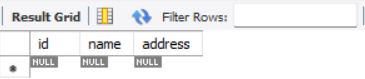 Result Grid Filter Rows:
id name address
NULL NULL NULL